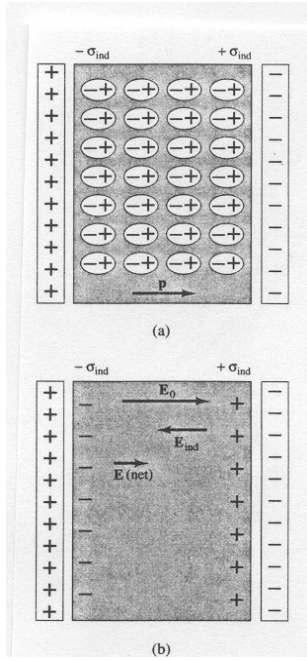 − σind + σind
+ − + − + − + − + −
+ − + − + − + − + −
+ − + − + − + − + −
+ − + − + − + − + −
+ − + − + − + − + −
+ − + − + − + − + −
+ − + − + − + − + −
p
(a)
− σind + σind
E0
Eind
E (net)
(b)